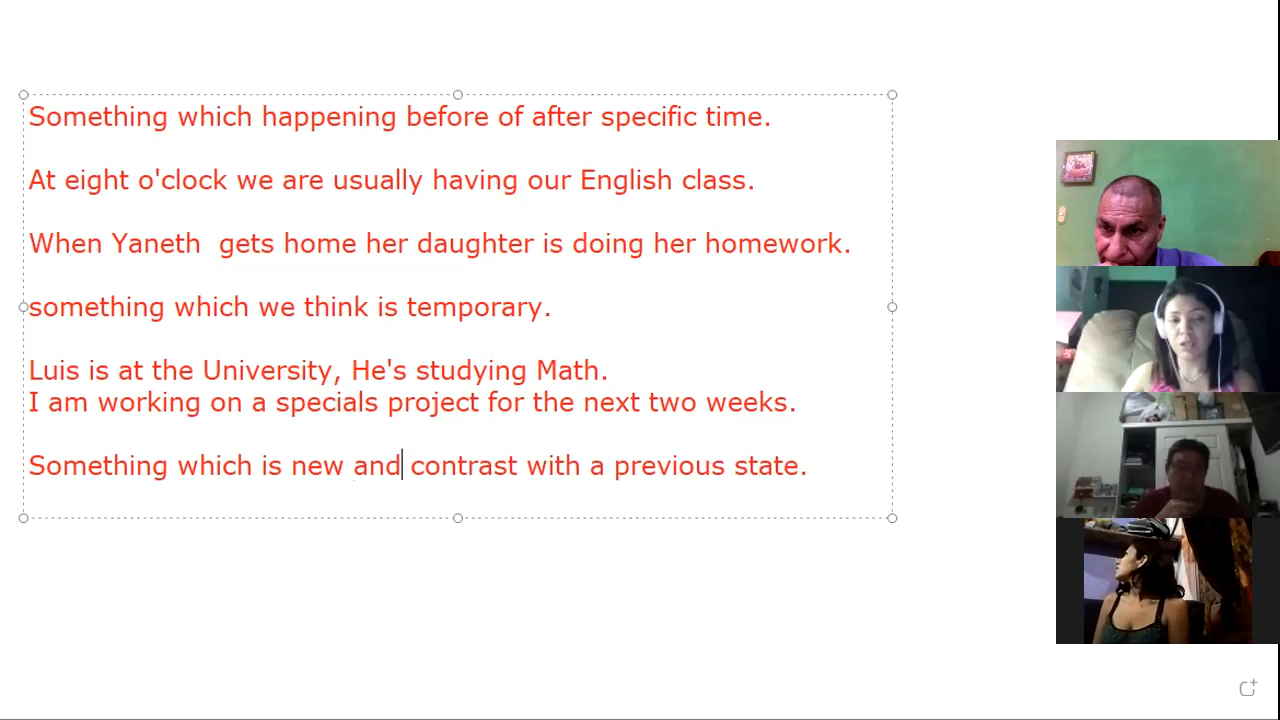 Something which happening before of after specific time.
At eight o'clock we are usually having our English class.
When Yaneth  gets home her daughter is doing her homework.
something which we think is temporary.
Luis is at the University, He's studying Math.
I am working on a specials project for the next two weeks.
Something which is new and contrast with a previous state.